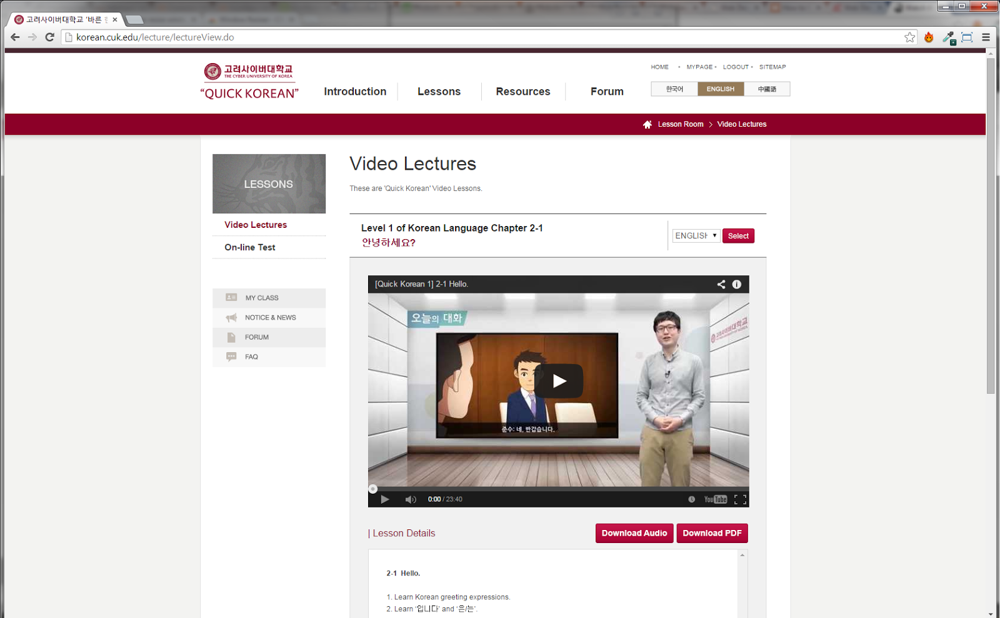 고려사이버대학교 '바른 한
korean.cuk.edu/lecture/lectureView.do
고려사이버대학교
THE CYBER UNIVERSITY OF KOREA
"QUICK KOREAN"
Introduction
Lessons
Resources
Forum
HOME • MYPAGE • LOGOUT • SITEMAP
한국어
ENGLISH
中國語
Lesson Room > Video Lectures
LESSONS
Video Lectures
On-line Test
MY CLASS
NOTICE & NEWS
FORUM
FAQ
Video Lectures
These are 'Quick Korean' Video Lessons.
Level 1 of Korean Language Chapter 2-1
안녕하세요?
ENGLISH
Select
[Quick Korean 1] 2-1 Hello.
오늘의 대화
고려사이버대학교
준수: 네, 반갑습니다.
0:00 / 23:40
YouTube
| Lesson Details
Download Audio
Download PDF
2-1 Hello.
1. Learn Korean greeting expressions.
2. Learn '입니다' and '은/는'.